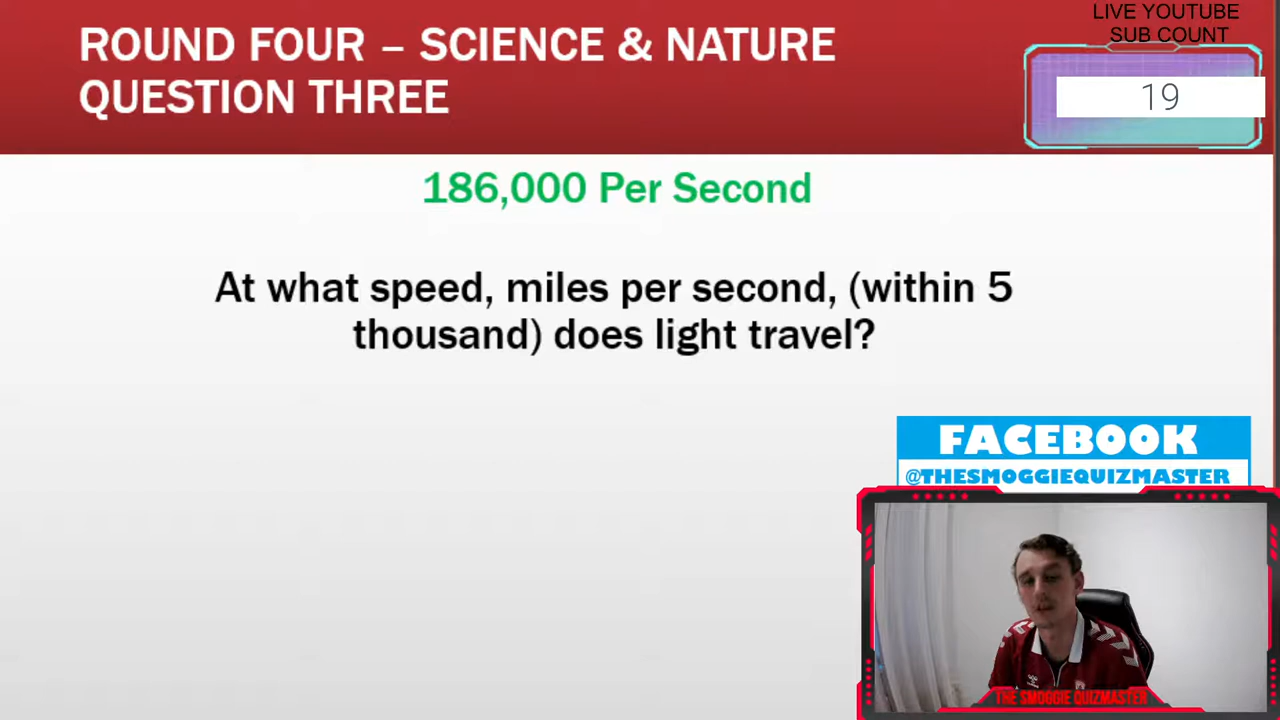 ROUND FOUR – SCIENCE & NATURE
QUESTION THREE
LIVE YOUTUBE
SUB COUNT
19
186,000 Per Second
At what speed, miles per second, (within 5
thousand) does light travel?
FACEBOOK
@THESMOGGIEQUIZMASTER
THE SMOGGIE QUIZMASTER